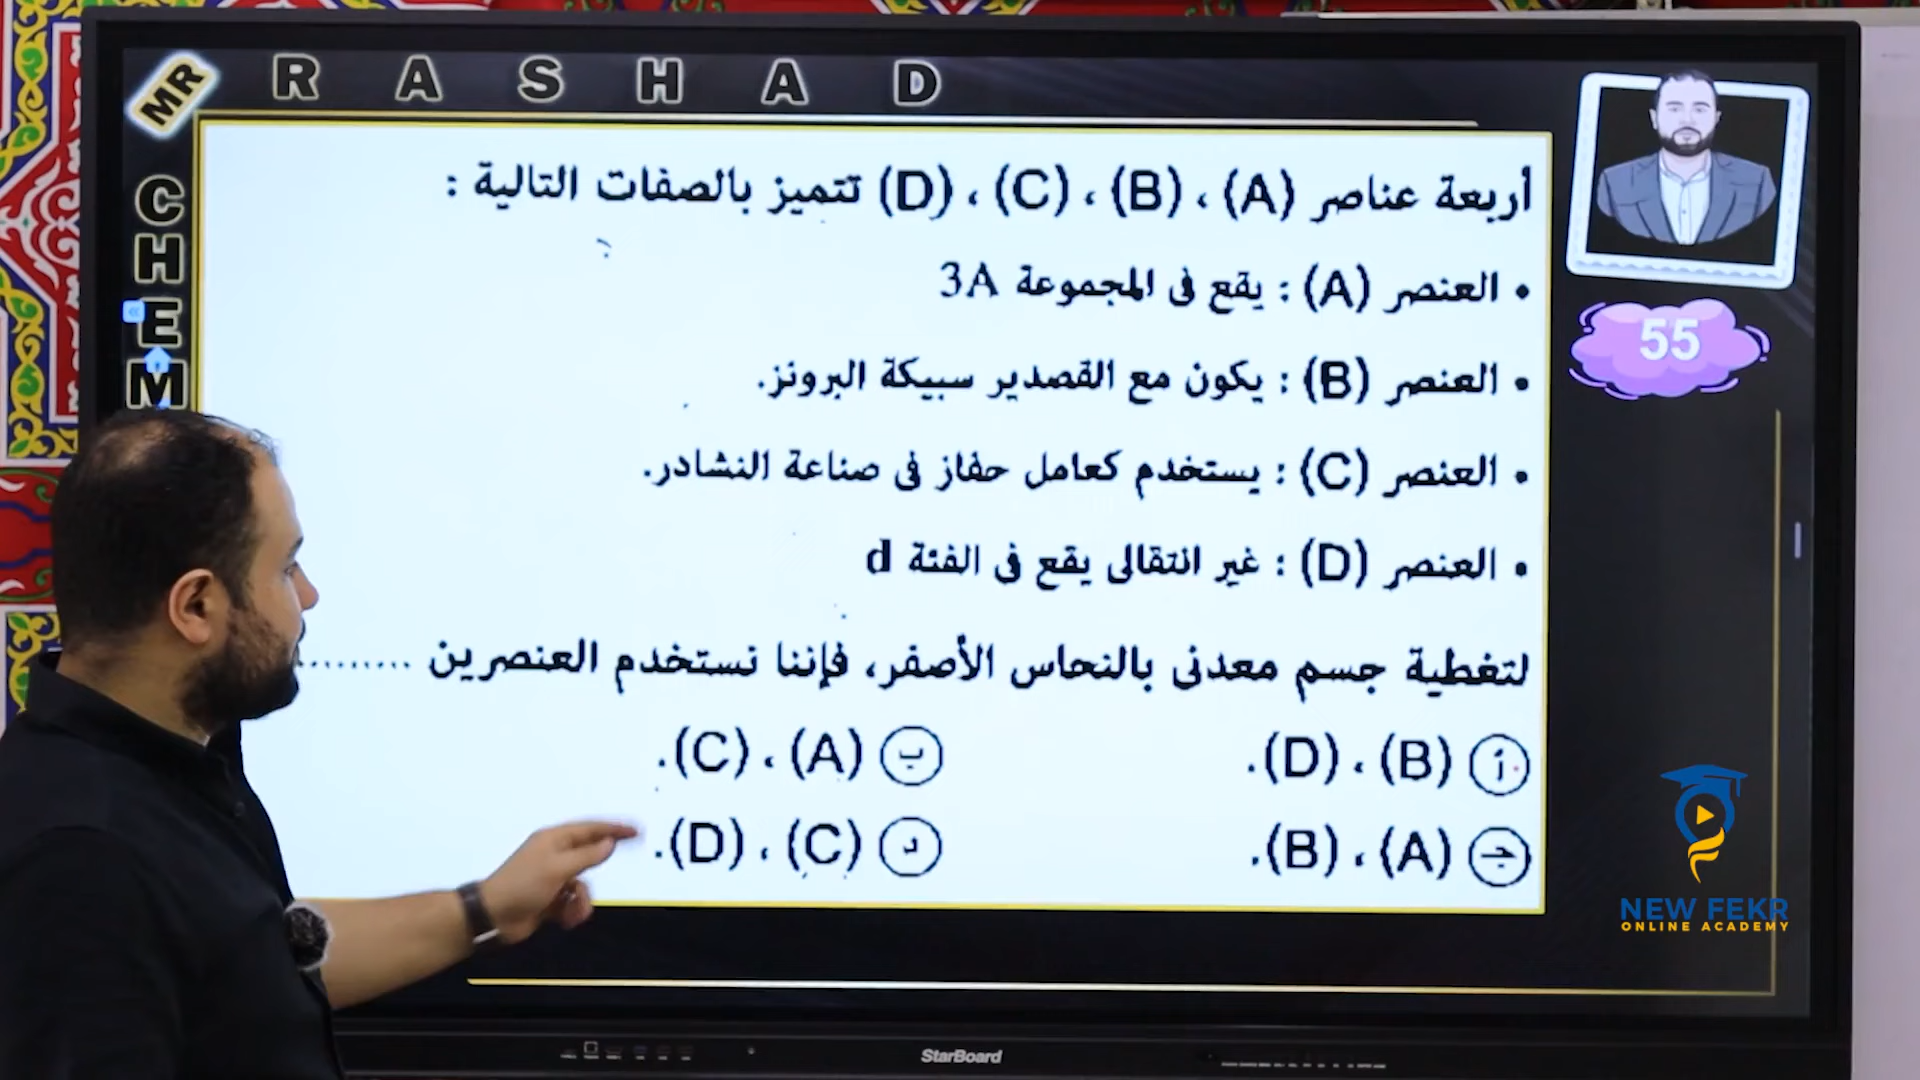 MR RASHAD
CHEM
أربعة عناصر (A) ، (B) ، (C) ، (D) تتميز بالصفات التالية :
• العنصر (A) : يقع فى المجموعة 3A
• العنصر (B) : يكون مع القصدير سبيكة البرونز.
• العنصر (C) : يستخدم كعامل حفاز فى صناعة النشادر.
• العنصر (D) : غير انتقالى يقع فى الفئة d
لتغطية جسم معدنى بالنحاس الأصفر، فإننا نستخدم العنصرين .........
أ (B) ، (D).
ب (A) ، (C).
جـ (A) ، (B).
د (C) ، (D).
55
NEW FEKR
ONLINE ACADEMY
StarBoard